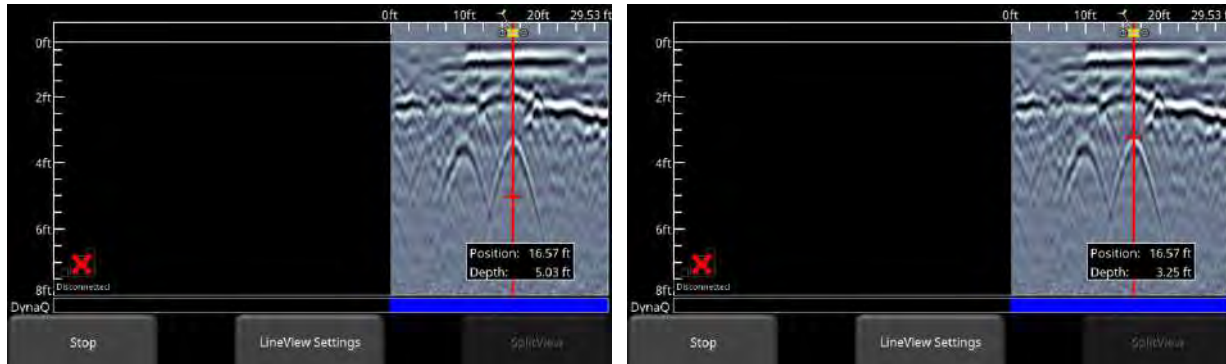 0ft 10ft 20ft 29.53 ft
0ft
2ft
4ft
6ft
Position: 16.57 ft
Depth: 5.03 ft
Disconnected
8ft
DynaQ
Stop LineView Settings SplitView
0ft 10ft 20ft 29.53 ft
0ft
2ft
4ft
6ft
Position: 16.57 ft
Depth: 3.25 ft
Disconnected
8ft
DynaQ
Stop LineView Settings SplitView